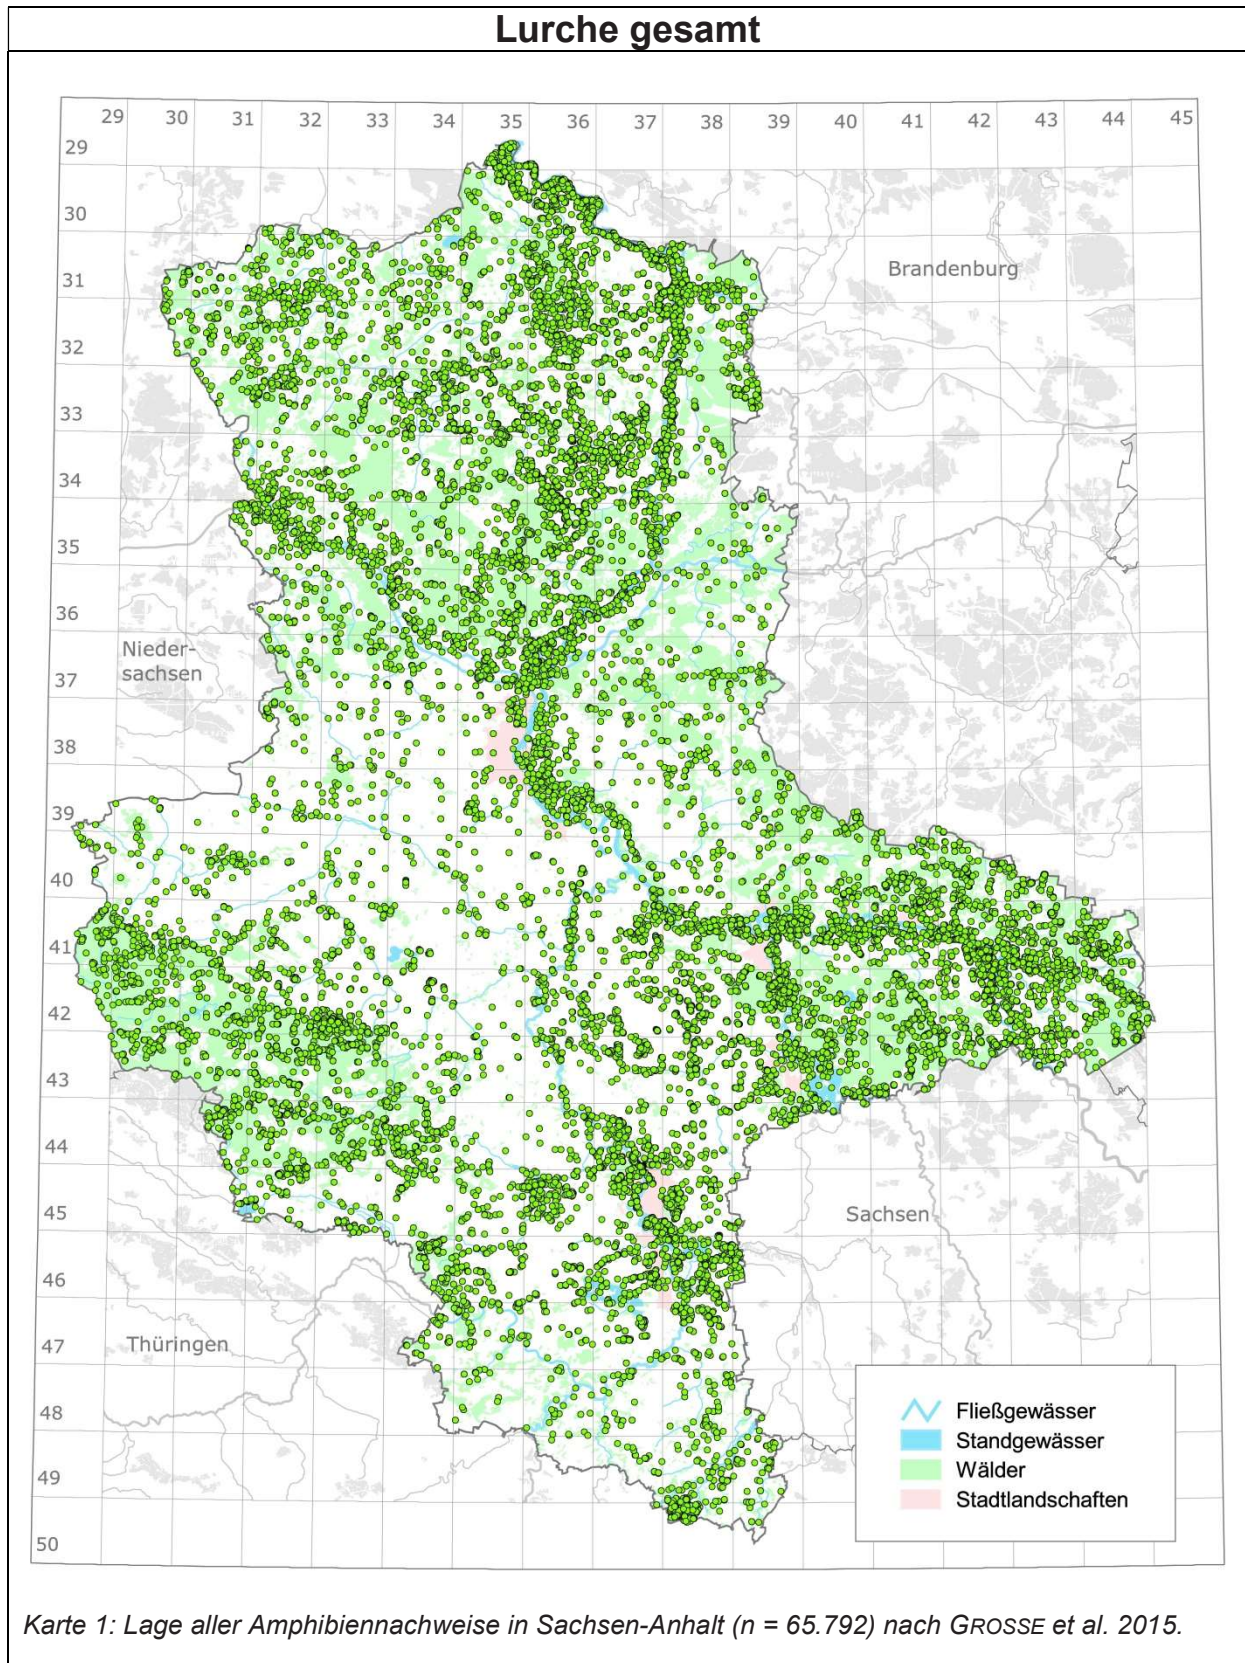 Lurche gesamt
29 30 31 32 33 34 35 36 37 38 39 40 41 42 43 44 45
29
30
Brandenburg
31
32
33
34
35
36
Nieder-
sachsen
37
38
39
40
41
42
43
44
45
Sachsen
46
47
Thüringen
48
49
50
Fließgewässer
Standgewässer
Wälder
Stadtlandschaften
Karte 1: Lage aller Amphibiennachweise in Sachsen-Anhalt (n = 65.792) nach GROSSE et al. 2015.